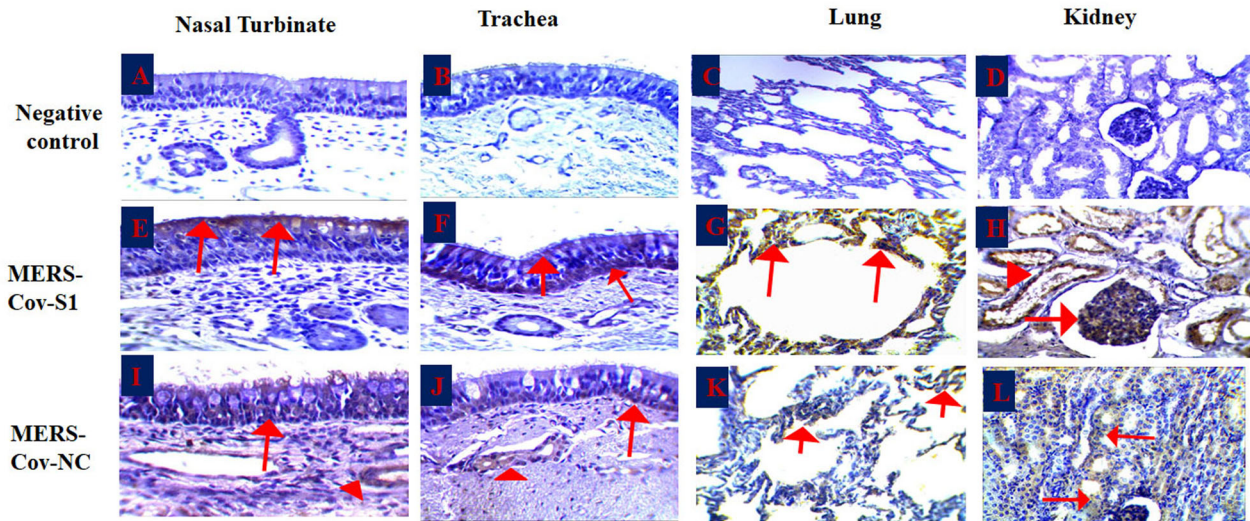 Nasal Turbinate Trachea Lung Kidney
Negative
control
A B C D
MERS-
Cov-S1
E F G H
MERS-
Cov-NC
I J K L